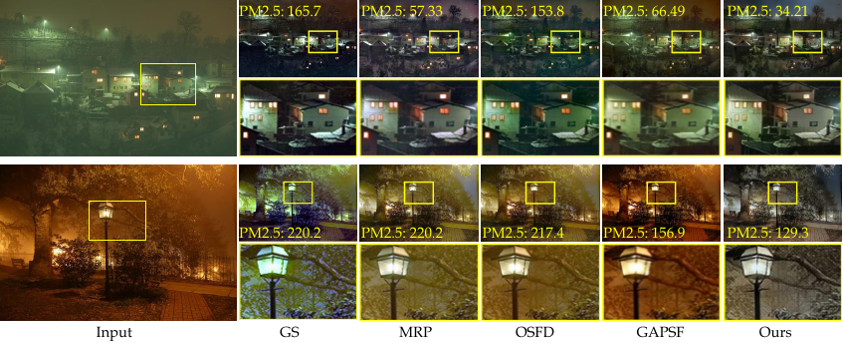 PM2.5: 165.7 PM2.5: 57.33 PM2.5: 153.8 PM2.5: 66.49 PM2.5: 34.21
PM2.5: 220.2 PM2.5: 220.2 PM2.5: 217.4 PM2.5: 156.9 PM2.5: 129.3
Input GS MRP OSFD GAPSF Ours